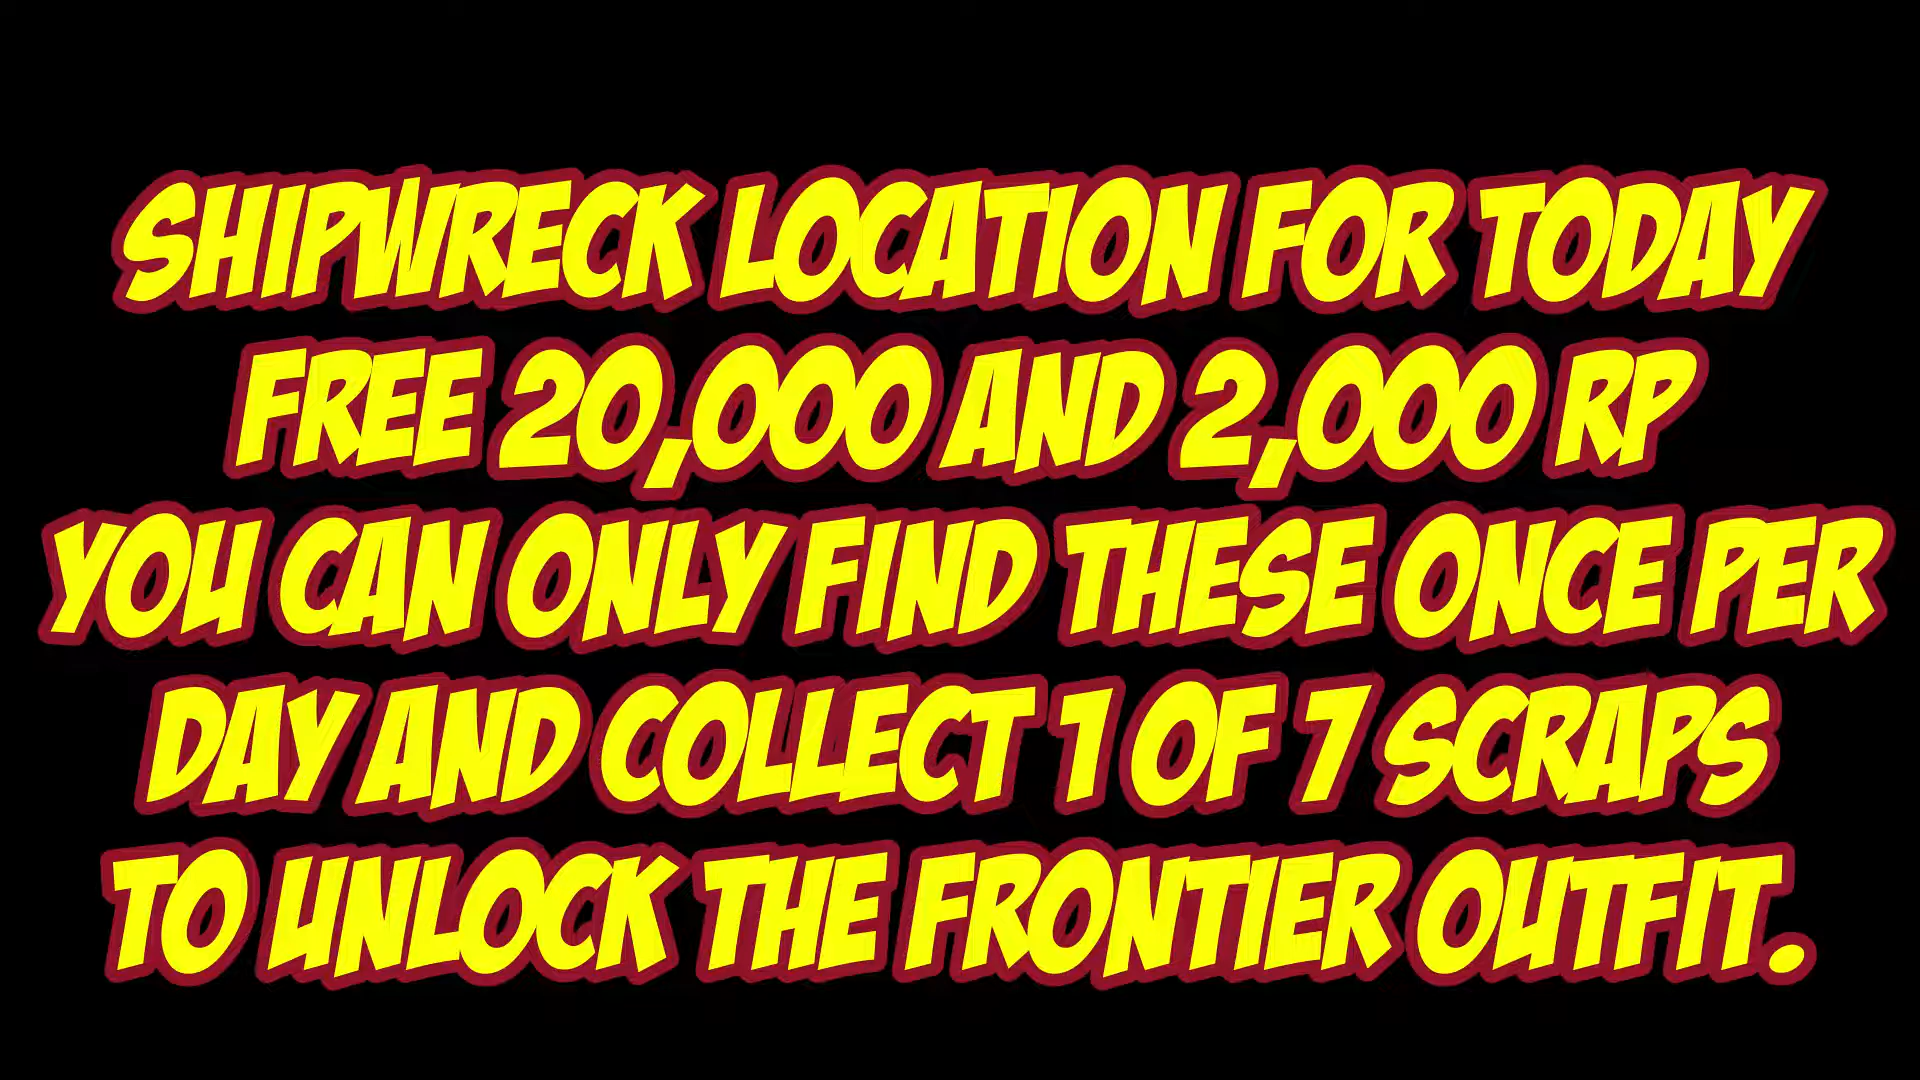 SHIPWRECK LOCATION FOR TODAY
FREE 20,000 AND 2,000 RP
YOU CAN ONLY FIND THESE ONCE PER
DAY AND COLLECT 1 OF 7 SCRAPS
TO UNLOCK THE FRONTIER OUTFIT.